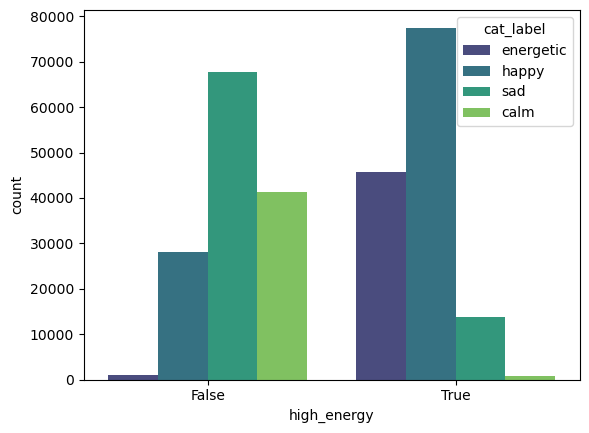 80000
70000
60000
50000
40000
30000
20000
10000
0
count
cat_label
energetic
happy
sad
calm
False
True
high_energy